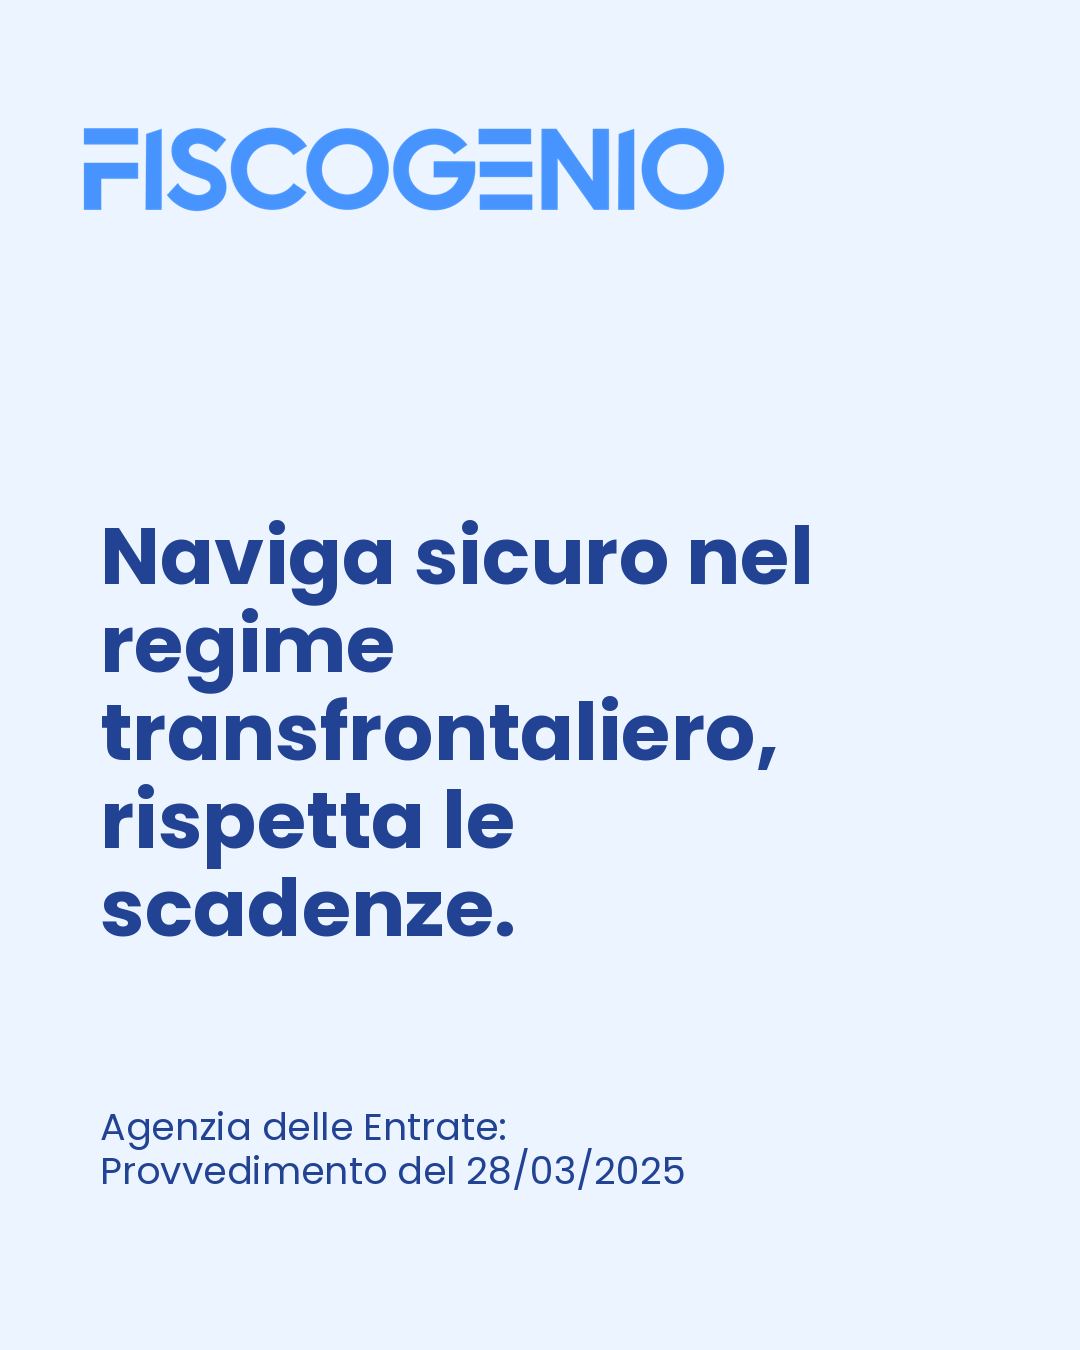 FISCOGENIO
Naviga sicuro nel
regime
transfrontaliero,
rispetta le
scadenze.
Agenzia delle Entrate:
Provvedimento del 28/03/2025